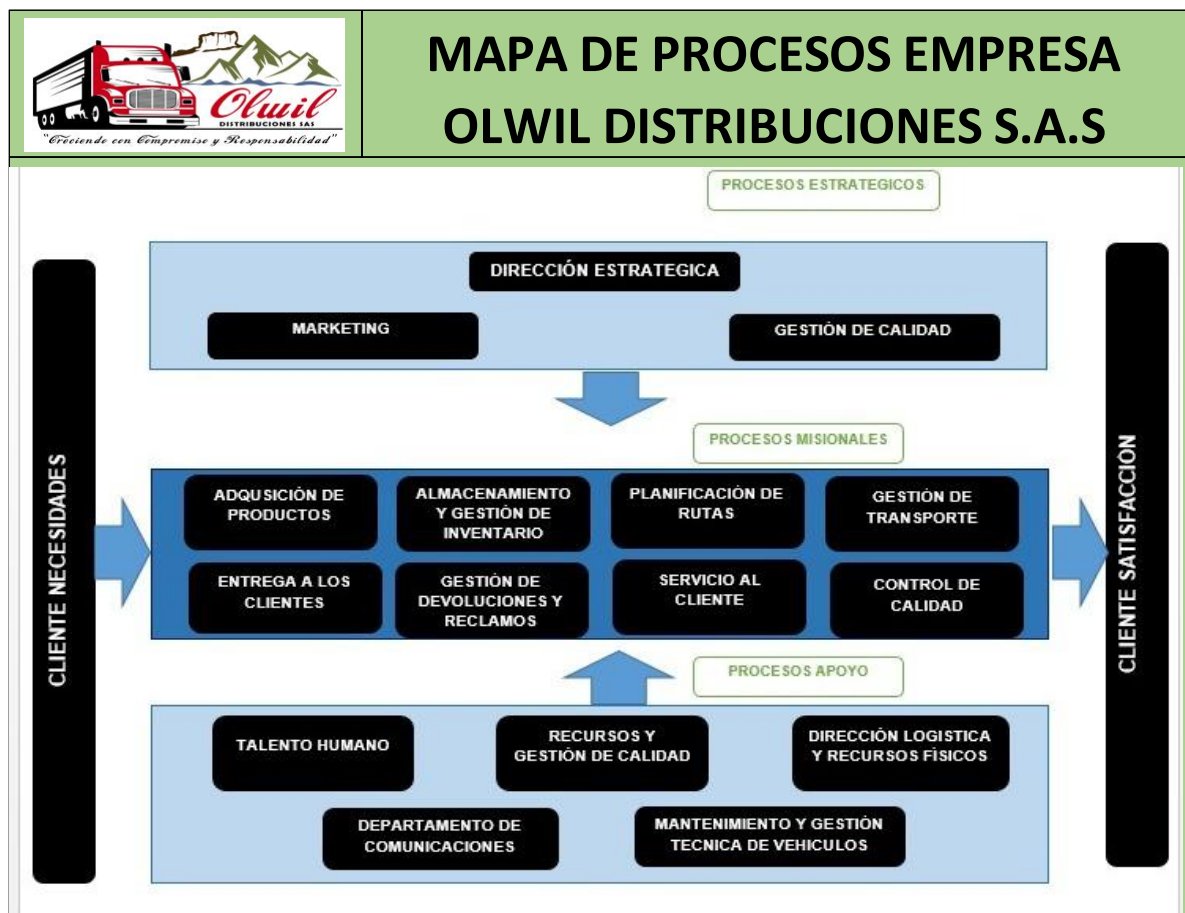 Olwil
DISTRIBUCIONES SAS
"Creciendo con Compromiso y Responsabilidad"
MAPA DE PROCESOS EMPRESA
OLWIL DISTRIBUCIONES S.A.S
PROCESOS ESTRATEGICOS
CLIENTE NECESIDADES
DIRECCIÓN ESTRATEGICA
MARKETING
GESTIÓN DE CALIDAD
PROCESOS MISIONALES
ADQUSICIÓN DE
PRODUCTOS
ALMACENAMIENTO
Y GESTIÓN DE
INVENTARIO
PLANIFICACIÓN DE
RUTAS
GESTIÓN DE
TRANSPORTE
ENTREGA A LOS
CLIENTES
GESTIÓN DE
DEVOLUCIONES Y
RECLAMOS
SERVICIO AL
CLIENTE
CONTROL DE
CALIDAD
PROCESOS APOYO
TALENTO HUMANO
RECURSOS Y
GESTIÓN DE CALIDAD
DIRECCIÓN LOGISTICA
Y RECURSOS FÌSICOS
DEPARTAMENTO DE
COMUNICACIONES
MANTENIMIENTO Y GESTIÓN
TECNICA DE VEHICULOS
CLIENTE SATISFACCIÓN